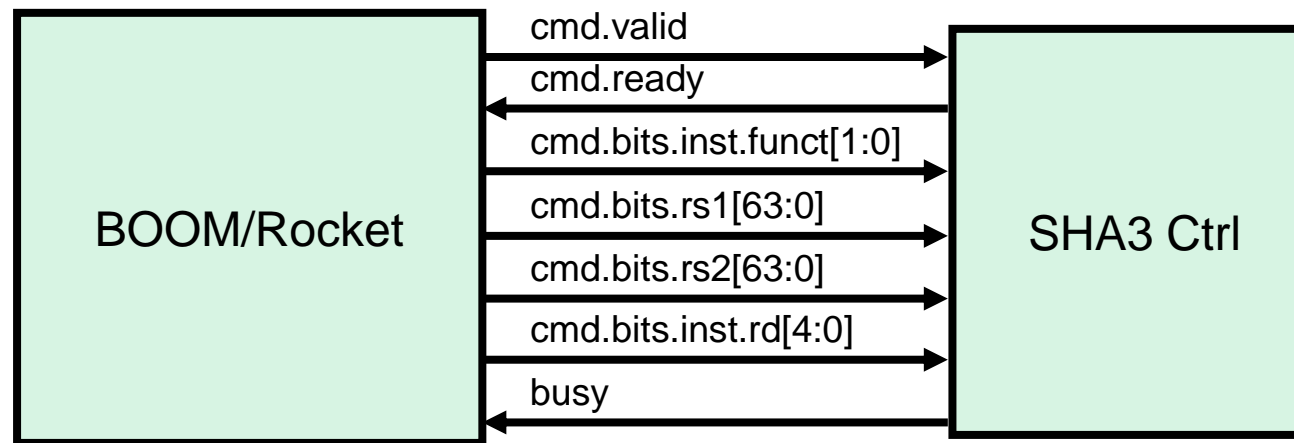 cmd.valid
cmd.ready
cmd.bits.inst.funct[1:0]
cmd.bits.rs1[63:0]
BOOM/Rocket
SHA3 Ctrl
cmd.bits.rs2[63:0]
cmd.bits.inst.rd[4:0]
busy